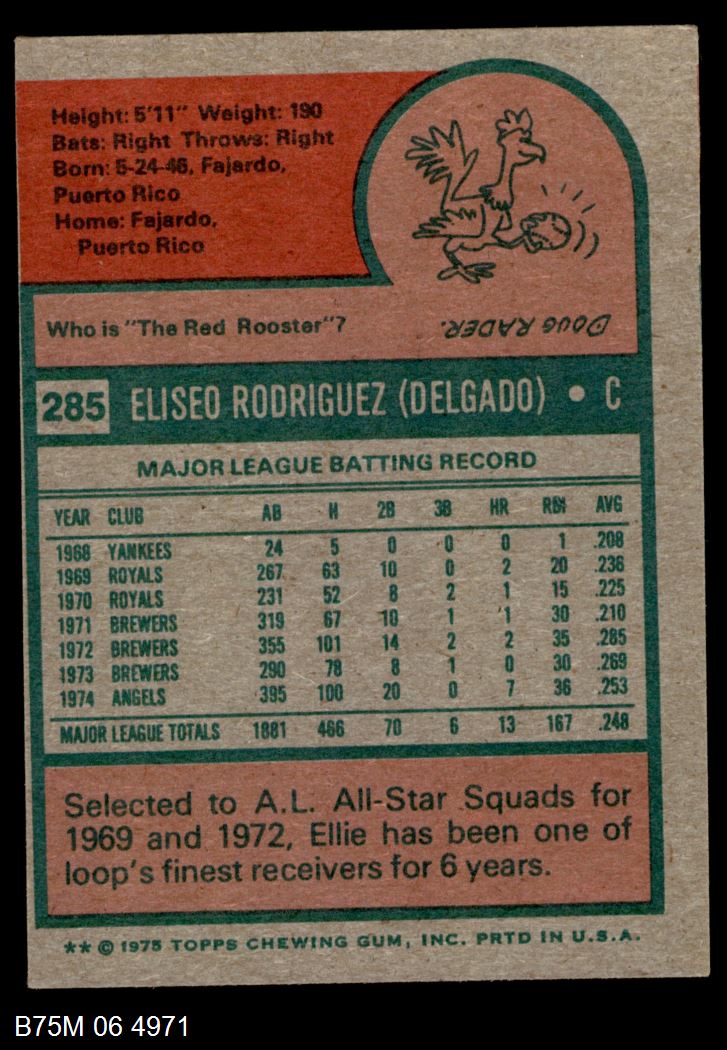 Height: 5'11" Weight: 190
Bats: Right Throws: Right
Born: 5-24-46, Fajardo,
Puerto Rico
Home: Fajardo,
Puerto Rico
Who is "The Red Rooster"?
DOUG RADER.
285 ELISEO RODRIGUEZ (DELGADO) • C
MAJOR LEAGUE BATTING RECORD
YEAR CLUB AB H 2B 3B HR RBI AVG
1968 YANKEES 24 5 0 0 0 1 .208
1969 ROYALS 267 63 10 0 2 20 .236
1970 ROYALS 231 52 8 2 1 15 .225
1971 BREWERS 319 67 10 1 1 30 .210
1972 BREWERS 355 101 14 2 2 35 .285
1973 BREWERS 290 78 8 1 0 30 .269
1974 ANGELS 395 100 20 0 7 36 .253
MAJOR LEAGUE TOTALS 1881 466 70 6 13 167 .248
Selected to A.L. All-Star Squads for
1969 and 1972, Ellie has been one of
loop's finest receivers for 6 years.
** © 1975 TOPPS CHEWING GUM, INC. PRTD IN U.S.A.
B75M 06 4971